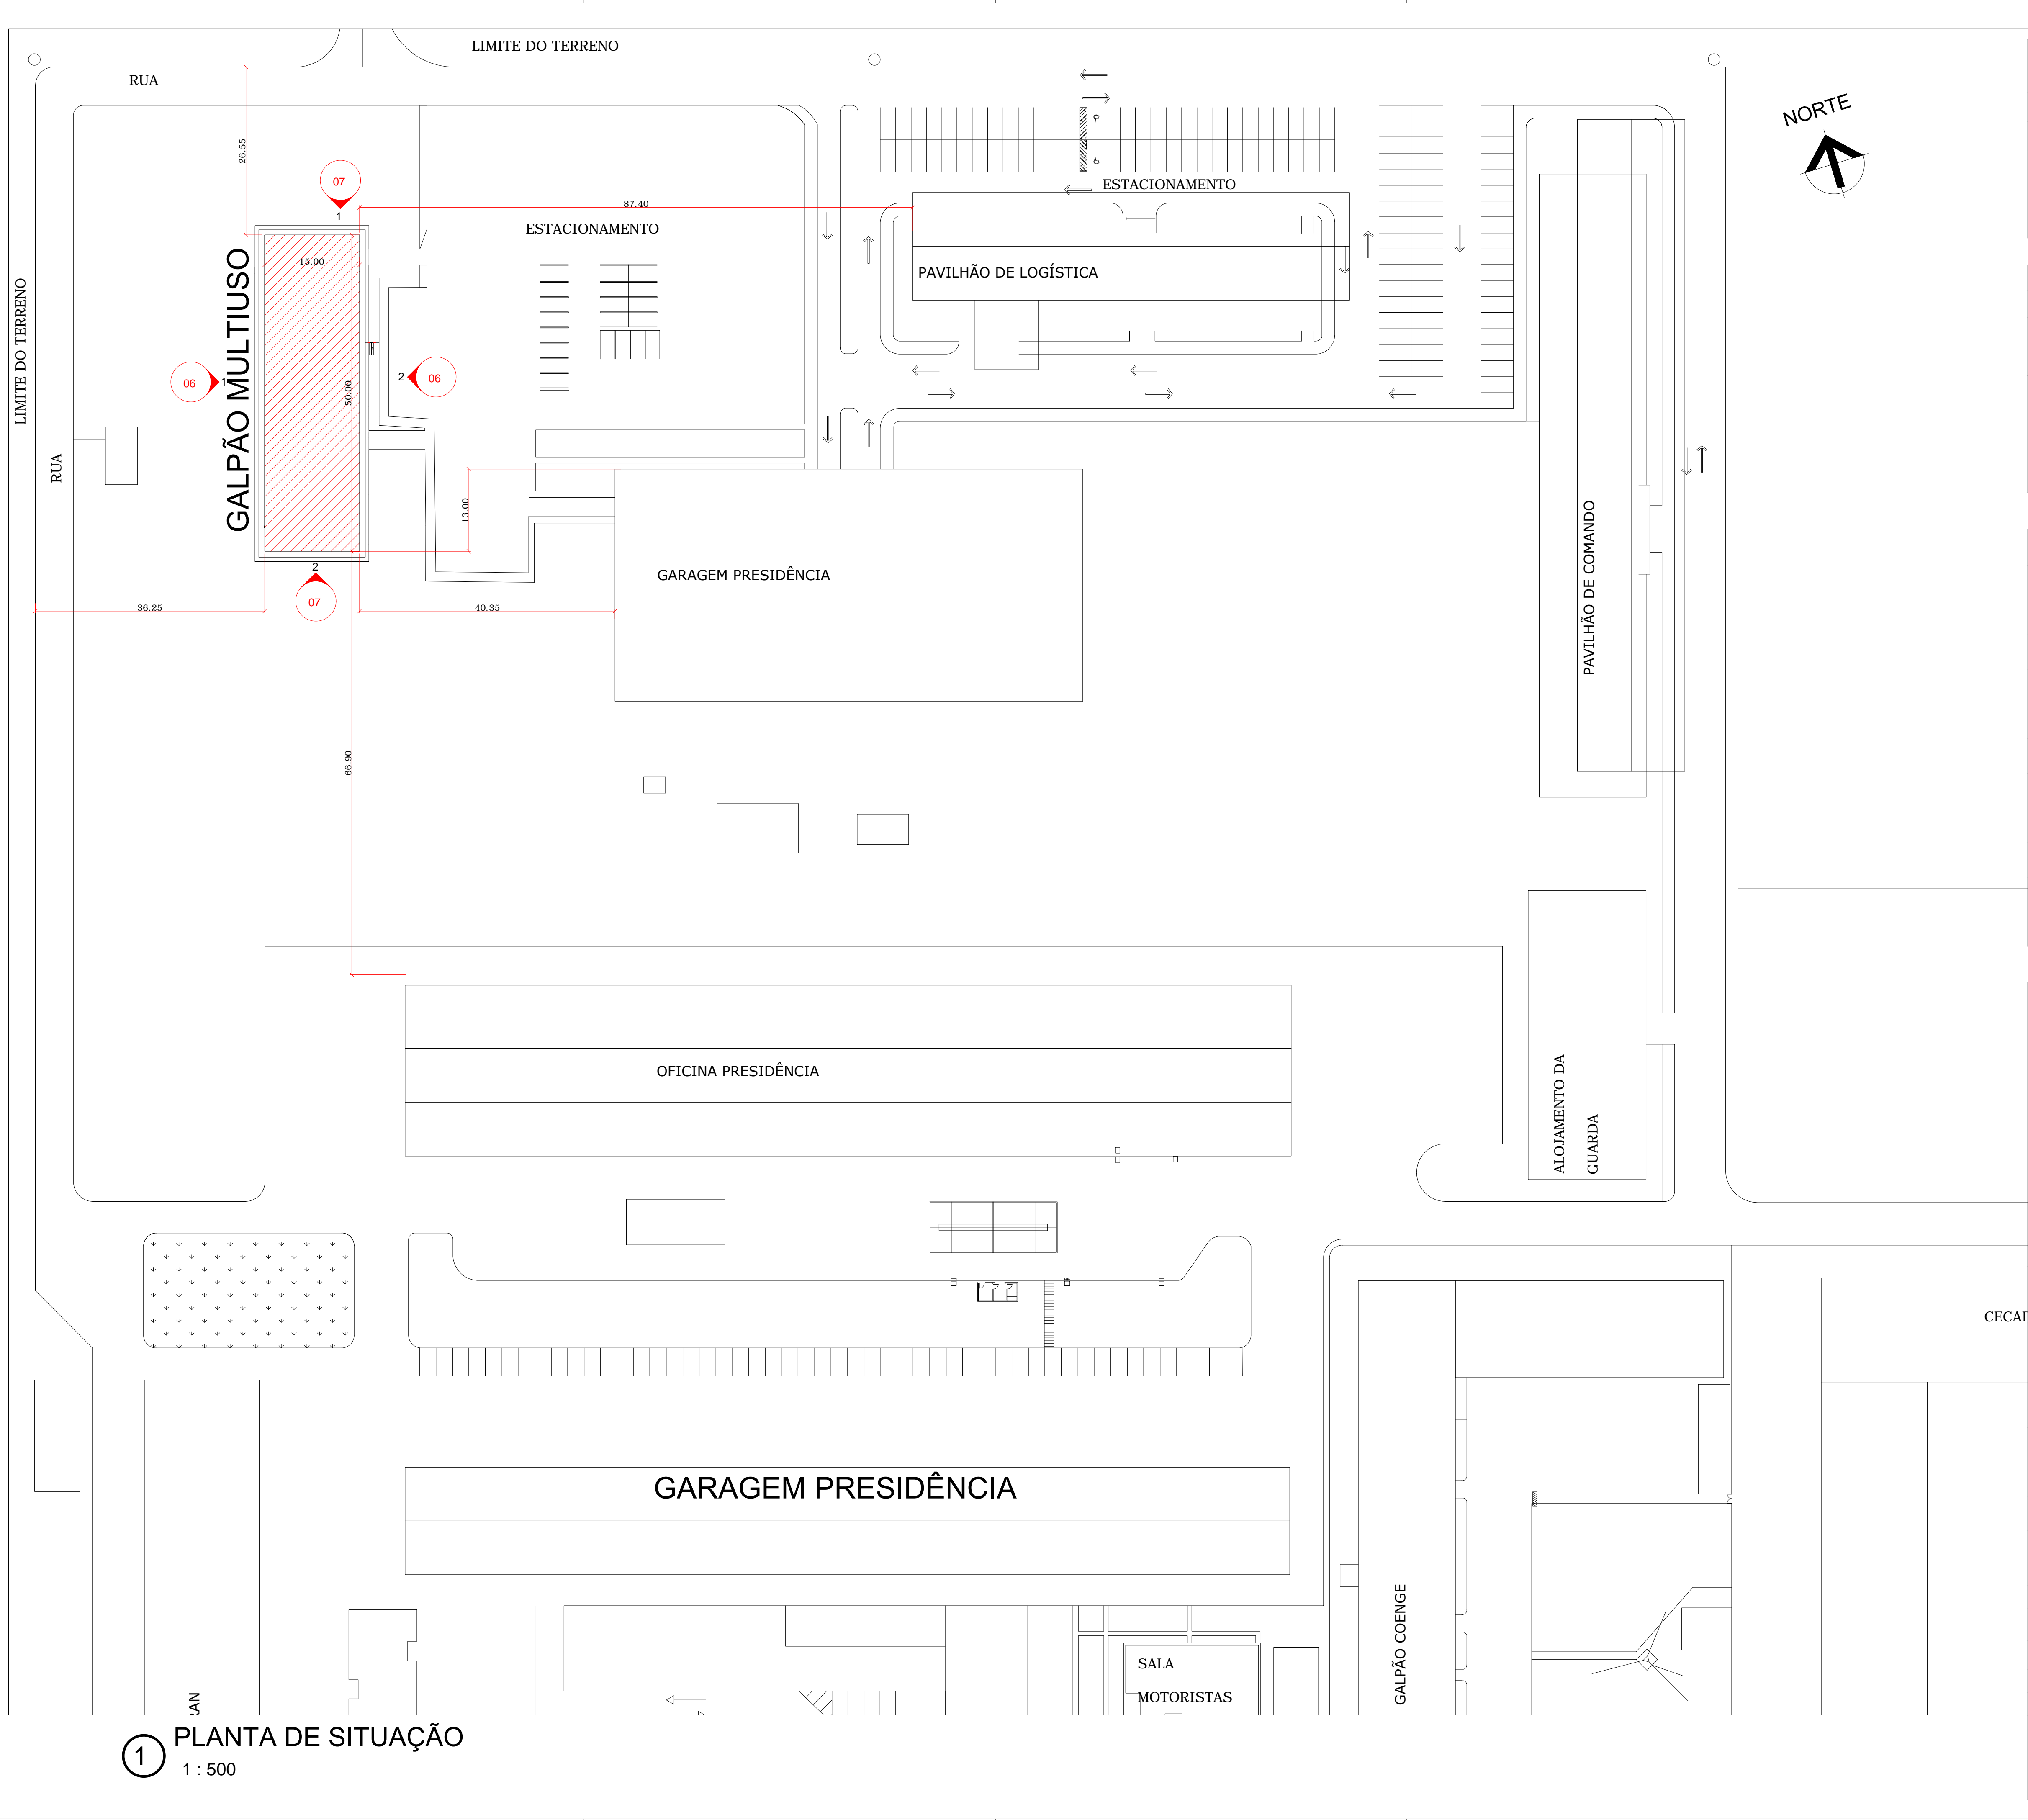 LIMITE DO TERRENO
RUA
NORTE
26.55
07
1
87.40
ESTACIONAMENTO
ESTACIONAMENTO
15.00
PAVILHÃO DE LOGÍSTICA
LIMITE DO TERRENO
GALPÃO MULTIUSO
06
1
2
06
50.00
RUA
13.00
PAVILHÃO DE COMANDO
2
07
GARAGEM PRESIDÊNCIA
36.25
40.35
66.90
OFICINA PRESIDÊNCIA
ALOJAMENTO DA
GUARDA
CECAD
GARAGEM PRESIDÊNCIA
GALPÃO COENGE
SALA
MOTORISTAS
1
PLANTA DE SITUAÇÃO
1 : 500